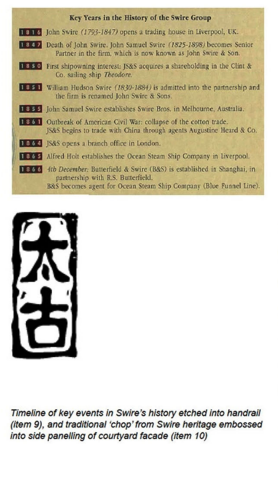 Key Years in the History of the Swire Group
1816 John Swire (1793-1847) opens a trading house in Liverpool, UK.
1847 Death of John Swire. John Samuel Swire (1825-1898) becomes Senior
Partner in the firm, which is now known as John Swire & Son.
1850 First shipowning interest: JS&S acquires a shareholding in the Clint &
Co. sailing ship Theodore.
1851 William Hudson Swire (1830-1884) is admitted into the partnership and
the firm is renamed John Swire & Sons.
1855 John Samuel Swire establishes Swire Bros. in Melbourne, Australia.
1861 Outbreak of American Civil War: collapse of the cotton trade.
JS&S begins to trade with China through agents Augustine Heard & Co.
1864 JS&S opens a branch office in London.
1865 Alfred Holt establishes the Ocean Steam Ship Company in Liverpool.
1866 4th December, Butterfield & Swire (B&S) is established in Shanghai, in
partnership with R.S. Butterfield.
B&S becomes agent for Ocean Steam Ship Company (Blue Funnel Line).
太古
Timeline of key events in Swire's history etched into handrail
(item 9), and traditional 'chop' from Swire heritage embossed
into side panelling of courtyard facade (item 10)